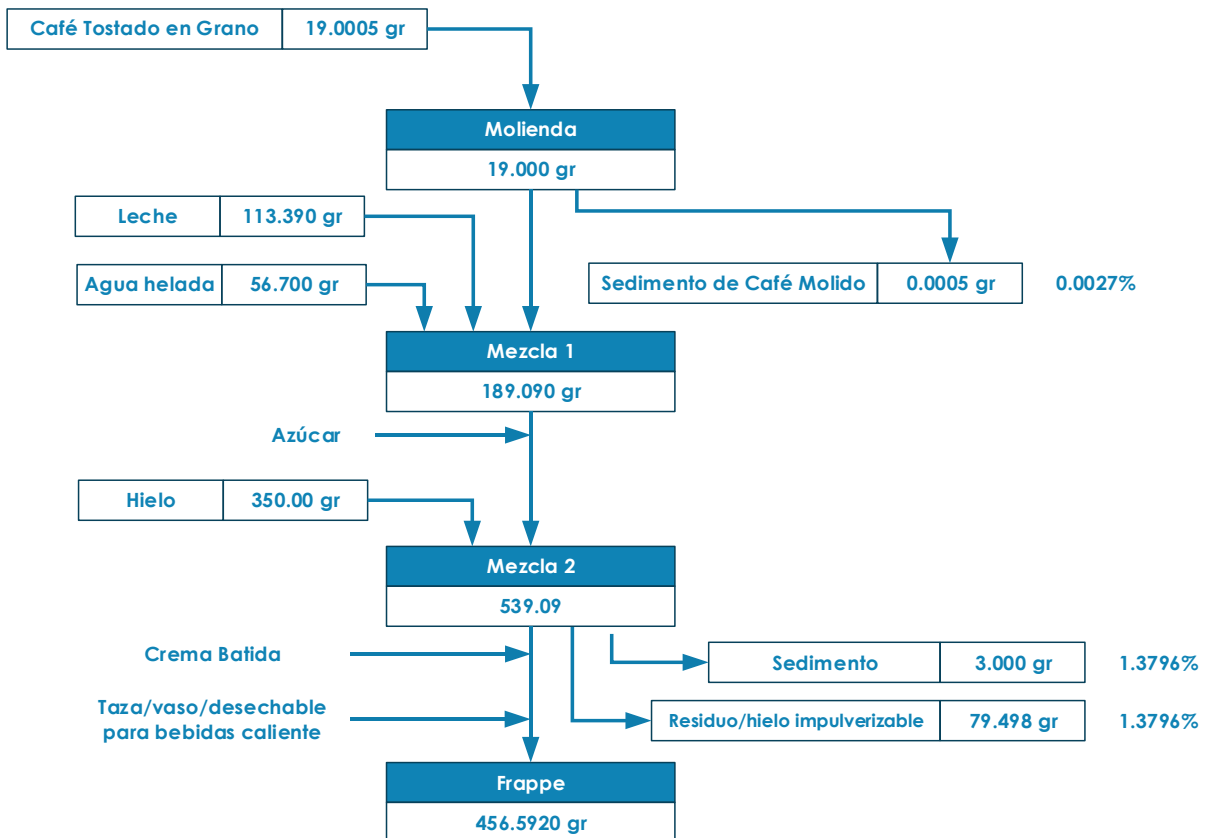 Café Tostado en Grano 19.0005 gr
Molienda
19.000 gr
Leche 113.390 gr
Agua helada 56.700 gr
Sedimento de Café Molido 0.0005 gr 0.0027%
Mezcla 1
189.090 gr
Azúcar
Hielo 350.00 gr
Mezcla 2
539.09
Crema Batida
Sedimento 3.000 gr 1.3796%
Taza/vaso/desechable
para bebidas caliente
Residuo/hielo impulverizable 79.498 gr 1.3796%
Frappe
456.5920 gr